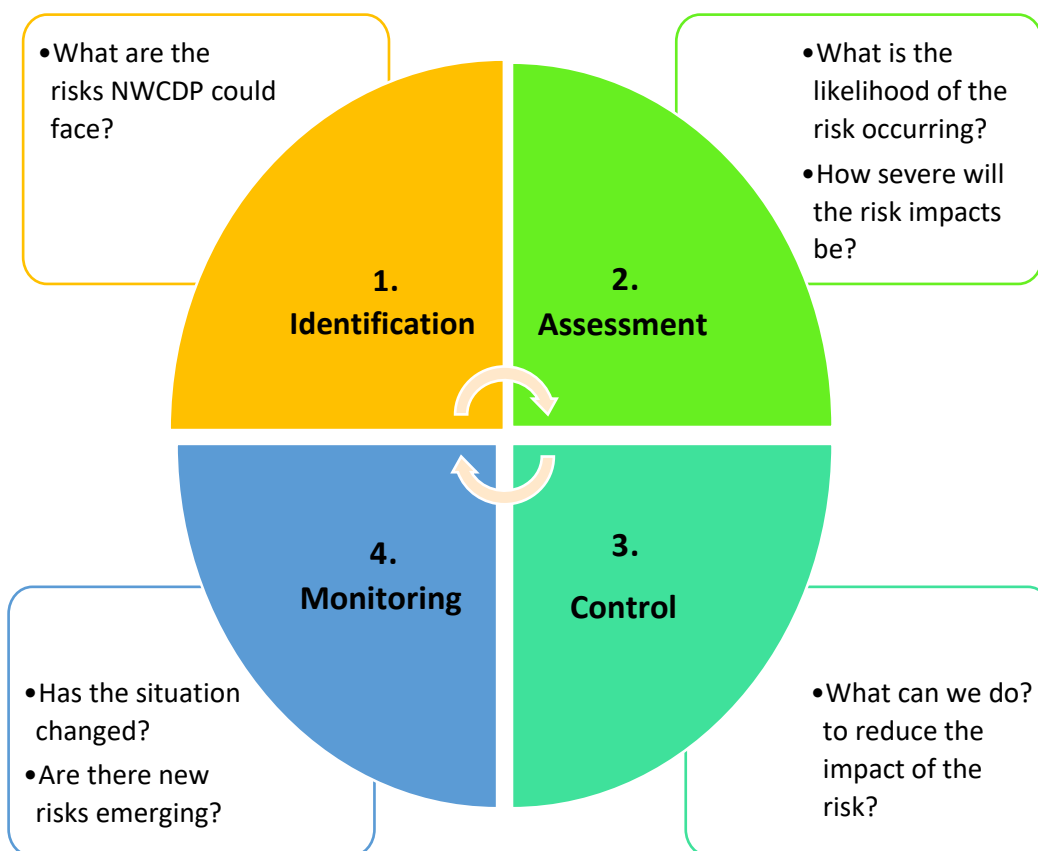 •What are the
risks NWCDP could
face?
•What is the
likelihood of the
risk occurring?
•How severe will
the risk impacts
be?
1.
Identification
2.
Assessment
4.
Monitoring
3.
Control
•Has the situation
changed?
•Are there new
risks emerging?
•What can we do?
to reduce the
impact of the
risk?